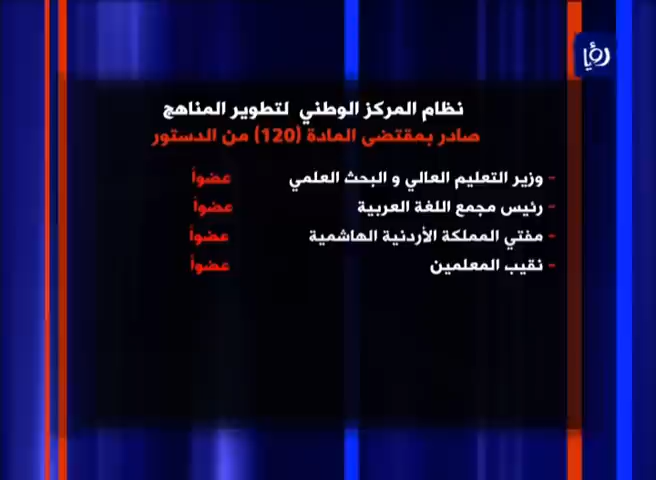 رؤيا
نظام المركز الوطني لتطوير المناهج
صادر بمقتضى المادة (120) من الدستور
- وزير التعليم العالي و البحث العلمي عضواً
- رئيس مجمع اللغة العربية عضواً
- مفتي المملكة الأردنية الهاشمية عضواً
- نقيب المعلمين عضواً